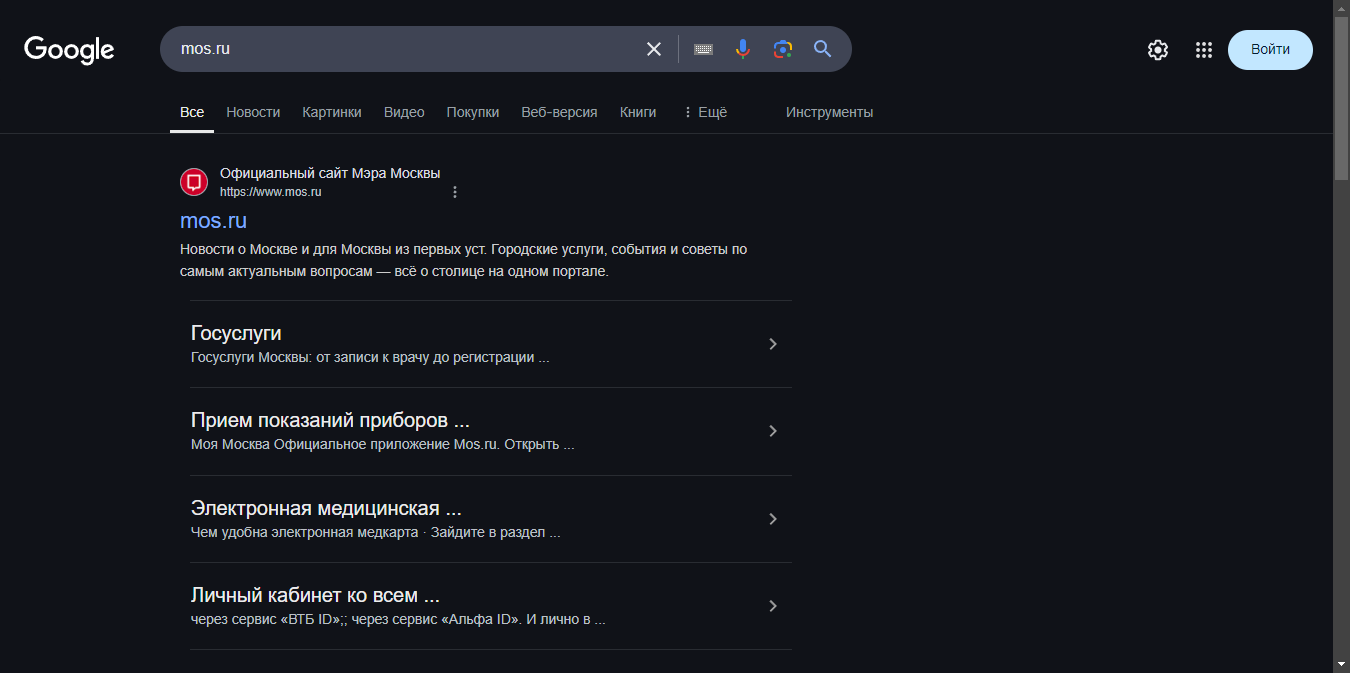 Google
mos.ru
Войти
Все Новости Картинки Видео Покупки Веб-версия Книги Ещё Инструменты
Официальный сайт Мэра Москвы
https://www.mos.ru
mos.ru
Новости о Москве и для Москвы из первых уст. Городские услуги, события и советы по
самым актуальным вопросам — всё о столице на одном портале.
Госуслуги
Госуслуги Москвы: от записи к врачу до регистрации ...
Прием показаний приборов ...
Моя Москва Официальное приложение Mos.ru. Открыть ...
Электронная медицинская ...
Чем удобна электронная медкарта · Зайдите в раздел ...
Личный кабинет ко всем ...
через сервис «ВТБ ID»;; через сервис «Альфа ID». И лично в ...